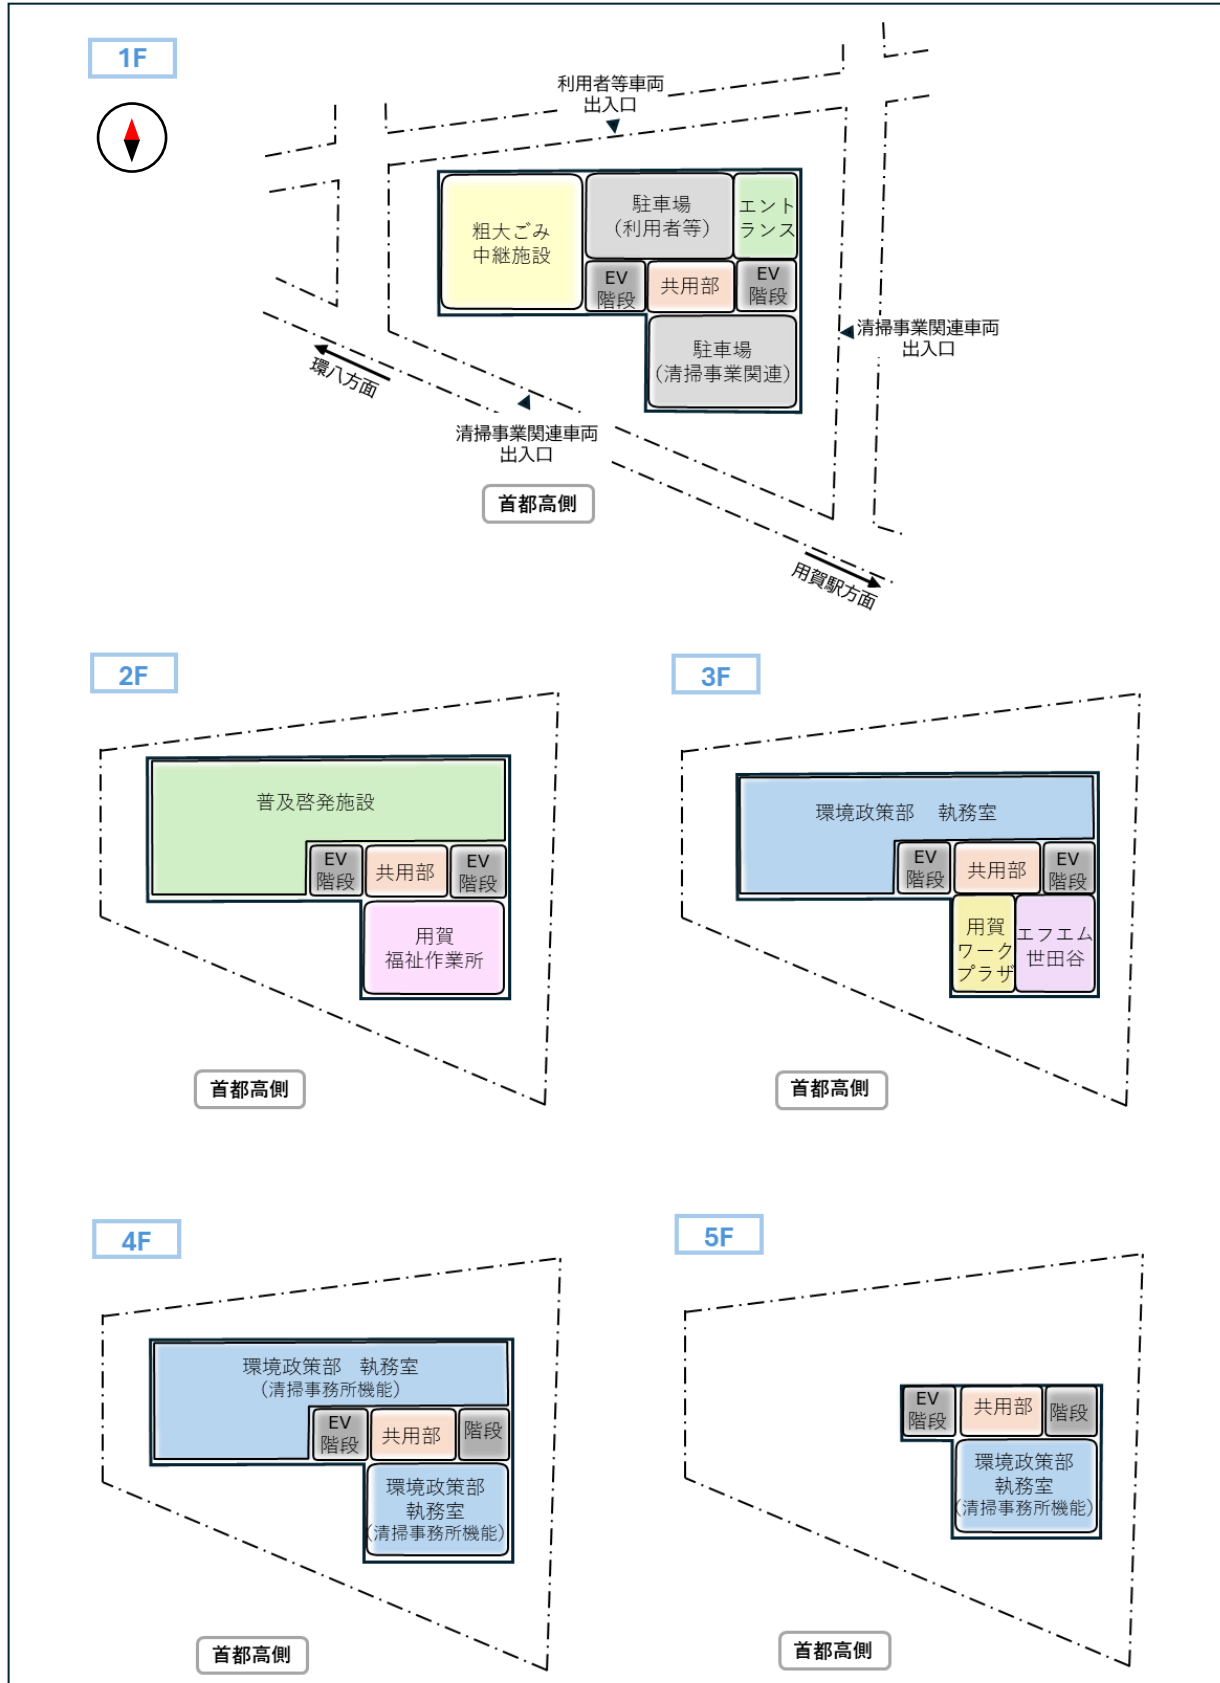 1F
利用者等車両
出入口
粗大ごみ
中継施設
駐車場
(利用者等)
エント
ランス
EV
階段
共用部
EV
階段
駐車場
(清掃事業関連)
清掃事業関連車両
出入口
環八方面
清掃事業関連車両
出入口
首都高側
用賀駅方面
2F
普及啓発施設
EV
階段
共用部
EV
階段
用賀
福祉作業所
首都高側
3F
環境政策部　執務室
EV
階段
共用部
EV
階段
用賀
ワーク
プラザ
エフエム
世田谷
首都高側
4F
環境政策部　執務室
(清掃事務所機能)
EV
階段
共用部
階段
環境政策部
執務室
(清掃事務所機能)
首都高側
5F
EV
階段
共用部
階段
環境政策部
執務室
(清掃事務所機能)
首都高側